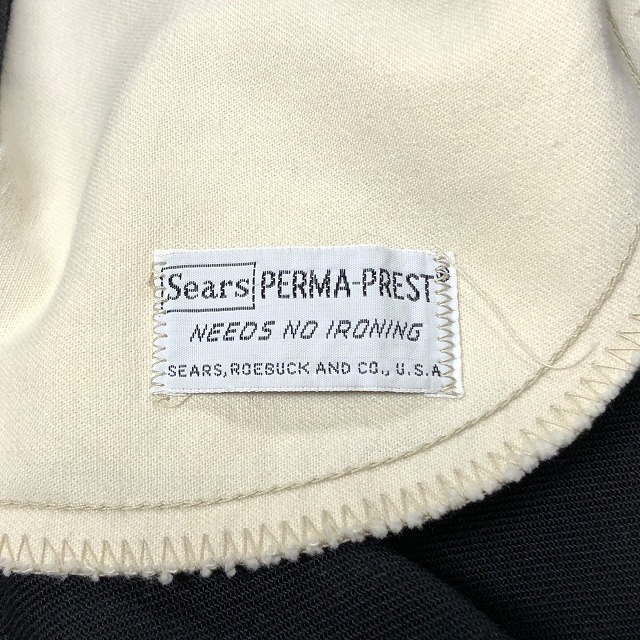 Sears PERMA-PREST®
NEEDS NO IRONING
SEARS, ROEBUCK AND CO., U.S.A